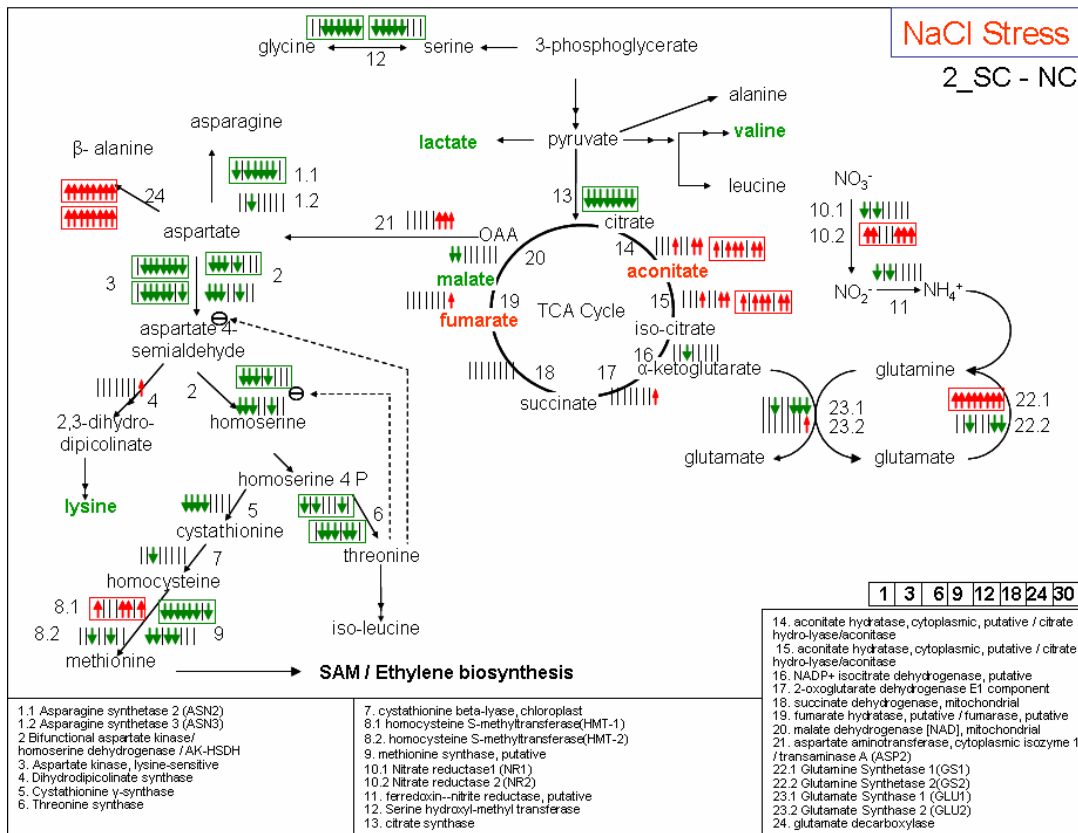 NaCl Stress
2_SC - NC
glycine
serine
3-phosphoglycerate
12
alanine
asparagine
lactate
pyruvate
valine
β- alanine
1.1
24
1.2
leucine
NO₃⁻
13
10.1
citrate
10.2
aspartate
21
OAA
14
20
aconitate
malate
3
2
NO₂⁻
NH₄⁺
11
19
TCA Cycle
15
fumarate
iso-citrate
aspartate 4-
semialdehyde
16
α-ketoglutarate
glutamine
18
17
4
2
succinate
2,3-dihydro-
dipicolinate
homoserine
23.1
22.1
23.2
22.2
glutamate
glutamate
homoserine 4 P
lysine
5
6
cystathionine
threonine
7
homocysteine
8.1
8.2
9
iso-leucine
methionine
SAM / Ethylene biosynthesis
1 3 6 9 12 18 24 30
1.1 Asparagine synthetase 2 (ASN2)
1.2 Asparagine synthetase 3 (ASN3)
2 Bifunctional aspartate kinase/
homoserine dehydrogenase / AK-HSDH
3. Aspartate kinase, lysine-sensitive
4. Dihydrodipicolinate synthase
5. Cystathionine γ-synthase
6. Threonine synthase
7. cystathionine beta-lyase, chloroplast
8.1 homocysteine S-methyltransferase(HMT-1)
8.2. homocysteine S-methyltransferase(HMT-2)
9. methionine synthase, putative
10.1 Nitrate reductase1 (NR1)
10.2 Nitrate reductase 2 (NR2)
11. ferredoxin--nitrite reductase, putative
12. Serine hydroxyl-methyl transferase
13. citrate synthase
14. aconitate hydratase, cytoplasmic, putative / citrate
hydro-lyase/aconitase
15. aconitate hydratase, cytoplasmic, putative / citrate
hydro-lyase/aconitase
16. NADP+ isocitrate dehydrogenase, putative
17. 2-oxoglutarate dehydrogenase E1 component
18. succinate dehydrogenase, mitochondrial
19. fumarate hydratase, putative / fumarase, putative
20. malate dehydrogenase [NAD], mitochondrial
21. aspartate aminotransferase, cytoplasmic isozyme 1
/ transaminase A (ASP2)
22.1 Glutamine Synthetase 1(GS1)
22.2 Glutamine Synthetase 2(GS2)
23.1 Glutamate Synthase 1 (GLU1)
23.2 Glutamate Synthase 2 (GLU2)
24. glutamate decarboxylase